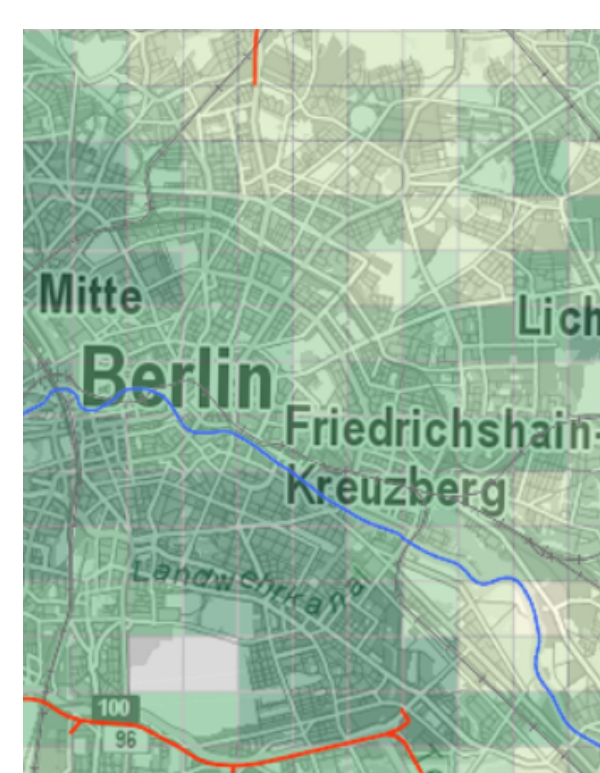 Mitte
Lich
Berlin
Friedrichshain-
Kreuzberg
Landwehrkanal
100
96